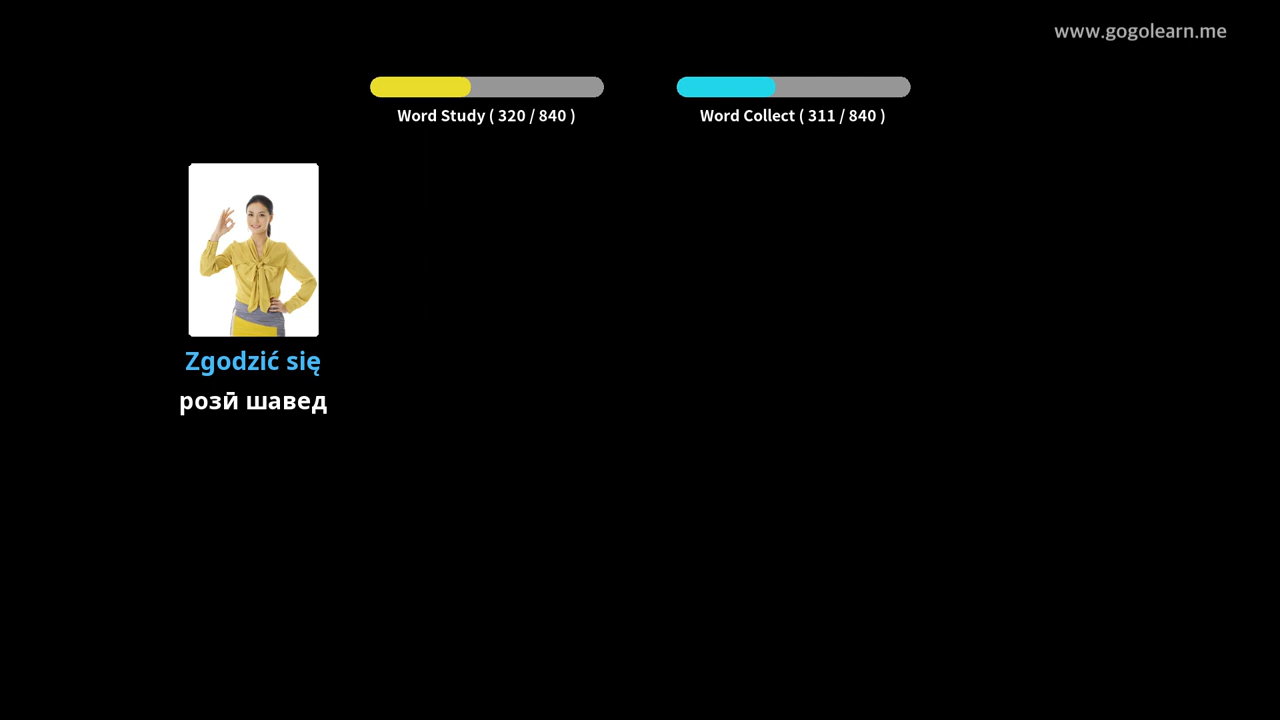 www.gogolearn.me
Word Study ( 320 / 840 )
Word Collect ( 311 / 840 )
Zgodzić się
розӣ шавед